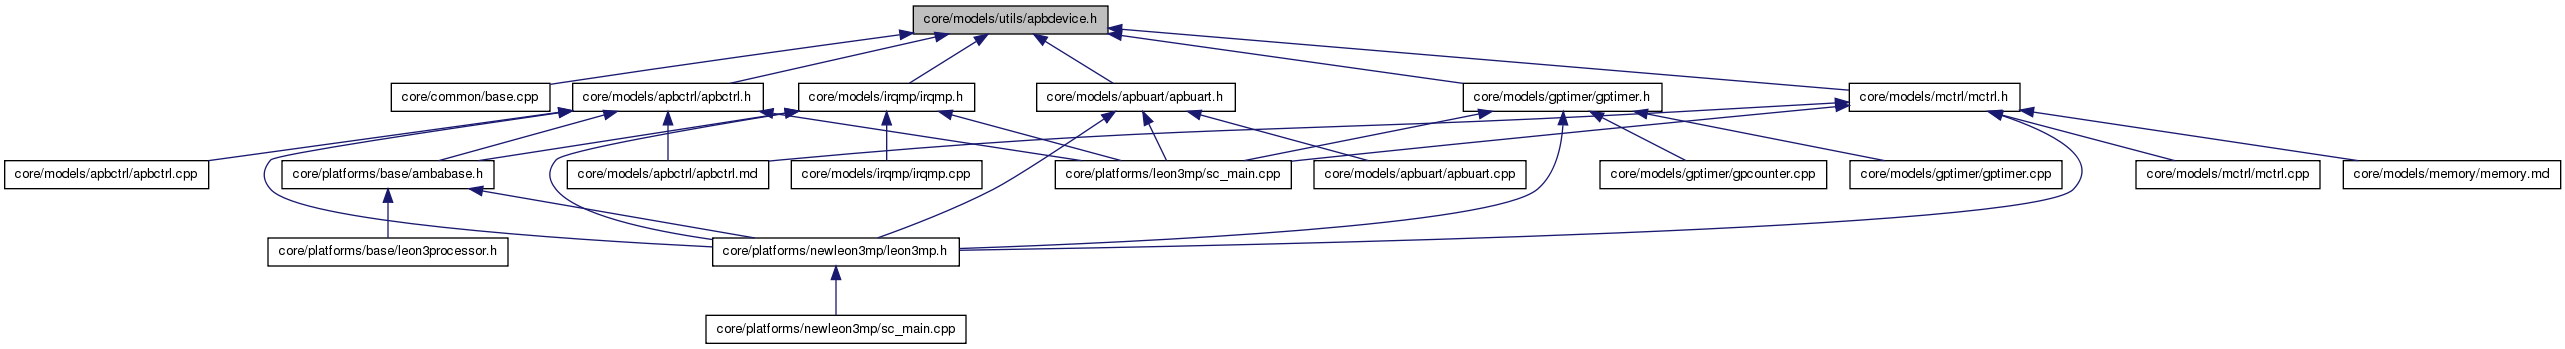 core/models/utils/apbdevice.h
core/common/base.cpp
core/models/apbctrl/apbctrl.h
core/models/irqmp/irqmp.h
core/models/apbuart/apbuart.h
core/models/gptimer/gptimer.h
core/models/mctrl/mctrl.h
core/models/apbctrl/apbctrl.cpp
core/platforms/base/ambabase.h
core/models/apbctrl/apbctrl.md
core/models/irqmp/irqmp.cpp
core/platforms/leon3mp/sc_main.cpp
core/models/apbuart/apbuart.cpp
core/models/gptimer/gpcounter.cpp
core/models/gptimer/gptimer.cpp
core/models/mctrl/mctrl.cpp
core/models/memory/memory.md
core/platforms/base/leon3processor.h
core/platforms/newleon3mp/leon3mp.h
core/platforms/newleon3mp/sc_main.cpp